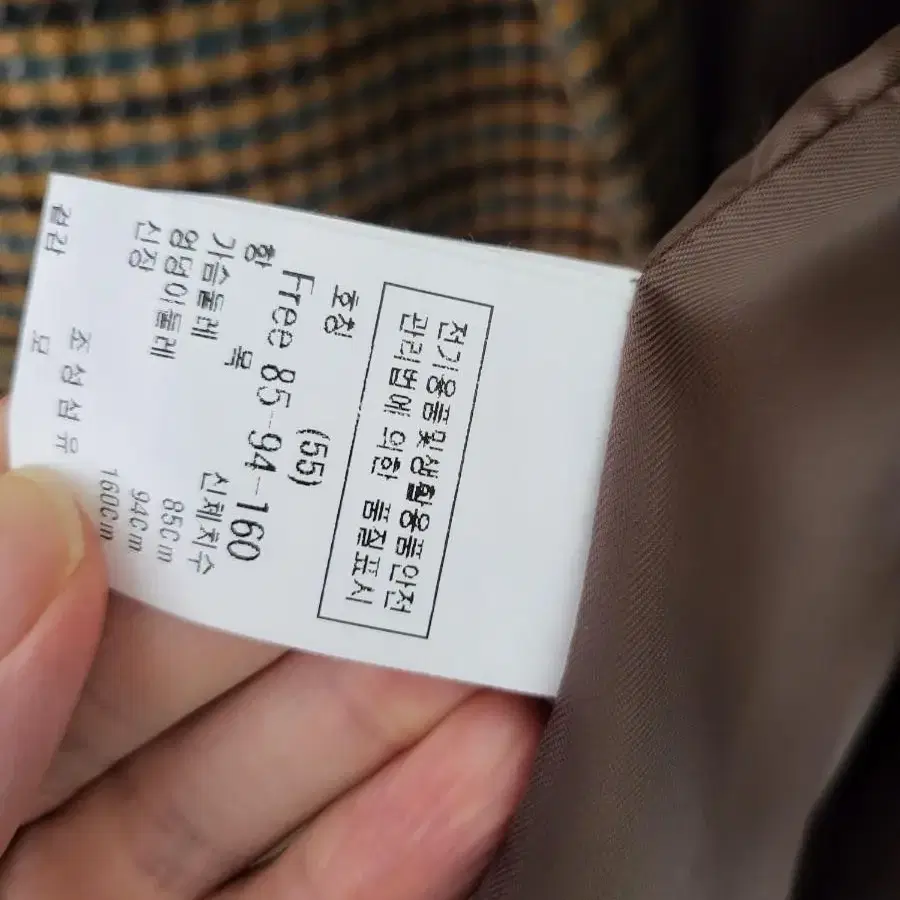 전기용품및생활용품안전
관리법에 의한 품질표시
호칭 (55)
Free 85-94-160
항 목 신체치수
가슴둘레 85cm
엉덩이둘레 94cm
신장 160cm
조성섬유
겉감 모